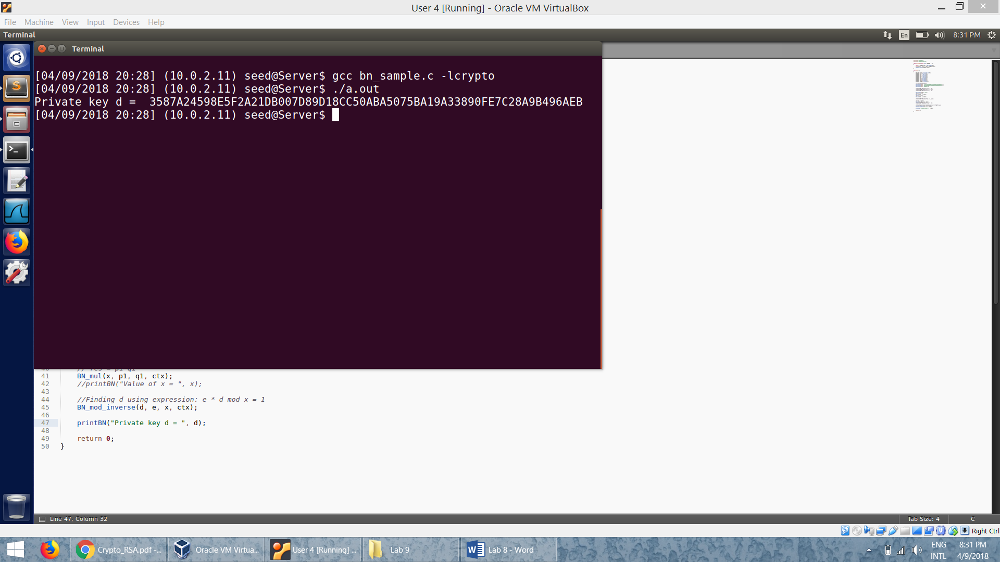 User 4 [Running] - Oracle VM VirtualBox
File Machine View Input Devices Help
Terminal
En
8:31 PM
Terminal
[04/09/2018 20:28] (10.0.2.11) seed@Server$ gcc bn_sample.c -lcrypto
[04/09/2018 20:28] (10.0.2.11) seed@Server$ ./a.out
Private key d =  3587A24598E5F2A21DB007D89D18CC50ABA5075BA19A33890FE7C28A9B496AEB
[04/09/2018 20:28] (10.0.2.11) seed@Server$
41 BN_mul(x, p1, q1, ctx);
42 //printBN("Value of x = ", x);
43
44 //Finding d using expression: e * d mod x = 1
45 BN_mod_inverse(d, e, x, ctx);
46
47 printBN("Private key d = ", d);
48
49 return 0;
50 }
Line 47, Column 32
Tab Size: 4
C
Right Ctrl
Crypto_RSA.pdf -...
Oracle VM Virtua...
User 4 [Running] ...
Lab 9
Lab 8 - Word
ENG
INTL
8:31 PM
4/9/2018